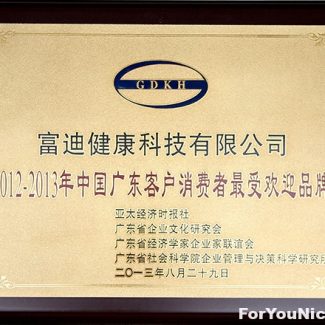 GDKH
富迪健康科技有限公司
012-2013年中国广东客户消费者最受欢迎品牌
亚太经济时报社
广东省企业文化研究会
广东省经济学家企业家联谊会
广东省社会科学院企业管理与决策科学研究所
二〇一三年八月二十九日
ForYouNic